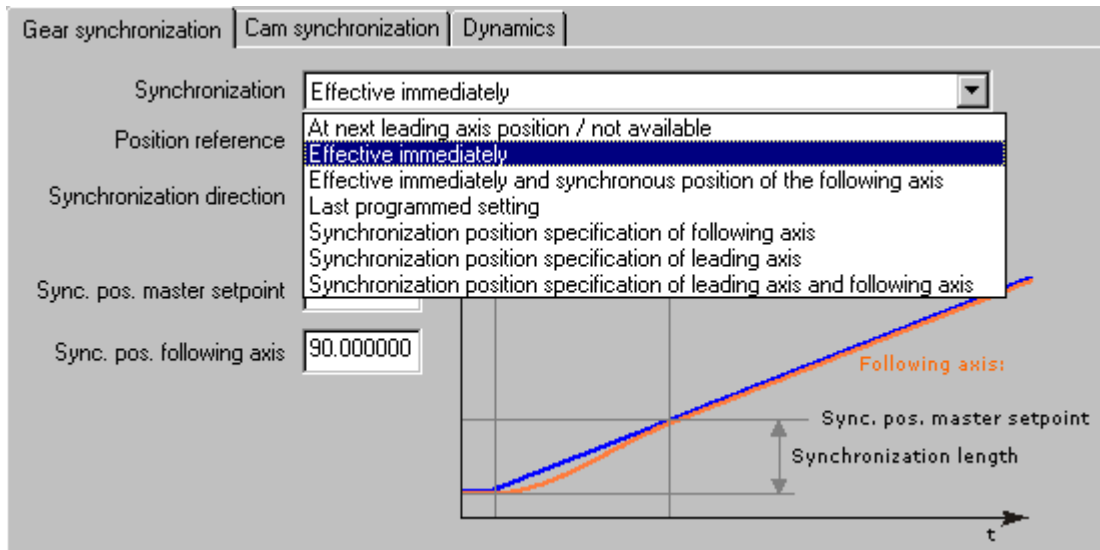 Gear synchronization Cam synchronization Dynamics
Synchronization Effective immediately
At next leading axis position / not available
Position reference
Effective immediately
Effective immediately and synchronous position of the following axis
Synchronization direction
Last programmed setting
Synchronization position specification of following axis
Synchronization position specification of leading axis
Synchronization position specification of leading axis and following axis
Sync. pos. master setpoint
Sync. pos. following axis 90.000000
Following axis:
Sync. pos. master setpoint
Synchronization length
t